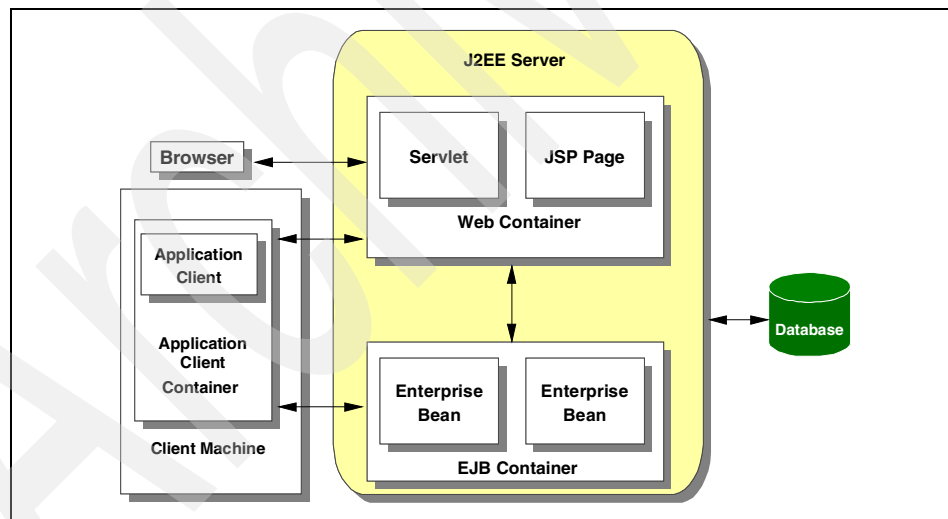 J2EE Server
Servlet
JSP Page
Web Container
Browser
Application
Client
Application
Client
Container
Client Machine
Enterprise
Bean
Enterprise
Bean
EJB Container
Database